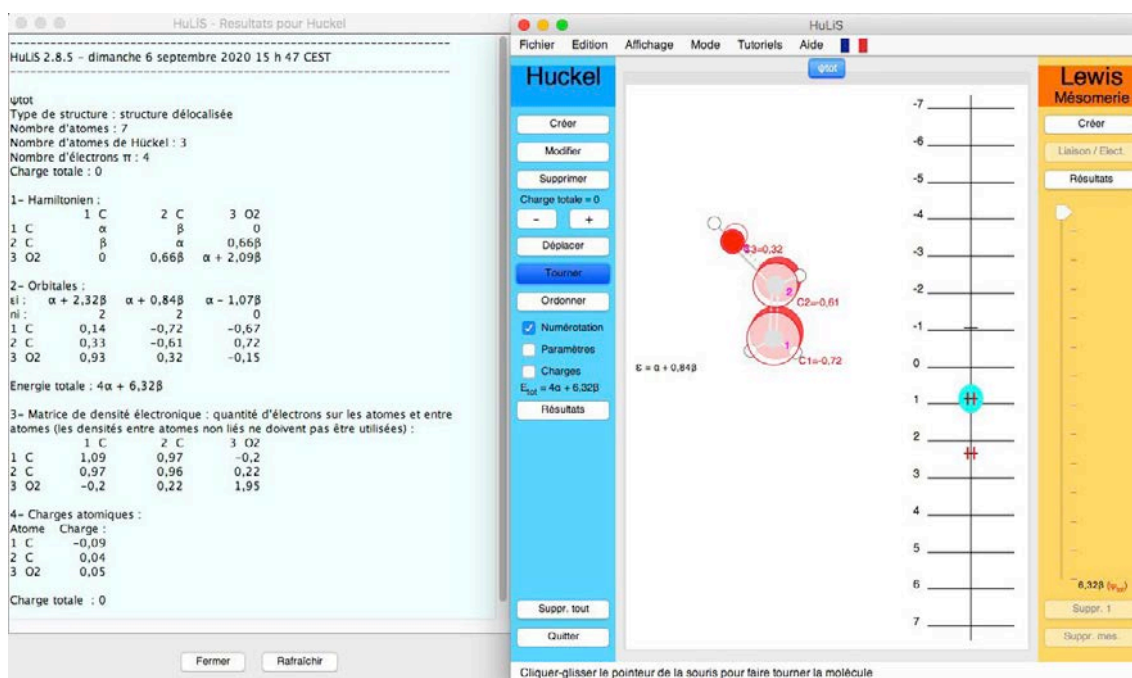 HuLiS - Resultats pour Huckel
HuLiS 2.8.5 - dimanche 6 septembre 2020 15 h 47 CEST
ψtot
Type de structure : structure délocalisée
Nombre d'atomes : 7
Nombre d'atomes de Hückel : 3
Nombre d'électrons π : 4
Charge totale : 0
1- Hamiltonien :
1 C 2 C 3 O2
1 C α β 0
2 C β α 0,66β
3 O2 0 0,66β α + 2,09β
2- Orbitales :
εi : α + 2,32β α + 0,84β α - 1,07β
ni : 2 2 0
1 C 0,14 -0,72 -0,67
2 C 0,33 -0,61 0,72
3 O2 0,93 0,32 -0,15
Energie totale : 4α + 6,32β
3- Matrice de densité électronique : quantité d'électrons sur les atomes et entre
atomes (les densités entre atomes non liés ne doivent pas être utilisées) :
1 C 2 C 3 O2
1 C 1,09 0,97 -0,2
2 C 0,97 0,96 0,22
3 O2 -0,2 0,22 1,95
4- Charges atomiques :
Atome Charge :
1 C -0,09
2 C 0,04
3 O2 0,05
Charge totale : 0
Fermer Rafraîchir
HuLiS
Fichier Edition Affichage Mode Tutoriels Aide
Huckel
Créer
Modifier
Supprimer
Charge totale = 0
- +
Déplacer
Tourner
Ordonner
Numérotation
Paramètres
Charges
Etot = 4α + 6,32β
Résultats
Suppr. tout
Quitter
ψtot
3=0,32
2
C2=-0,61
1
C1=-0,72
ε = α + 0,84β
-7
-6
-5
-4
-3
-2
-1
0
1
2
3
4
5
6
7
Lewis
Mésomerie
Créer
Liaison / Elect.
Résultats
6,32β (ψtot)
Suppr. 1
Suppr. mes.
Cliquer-glisser le pointeur de la souris pour faire tourner la molécule